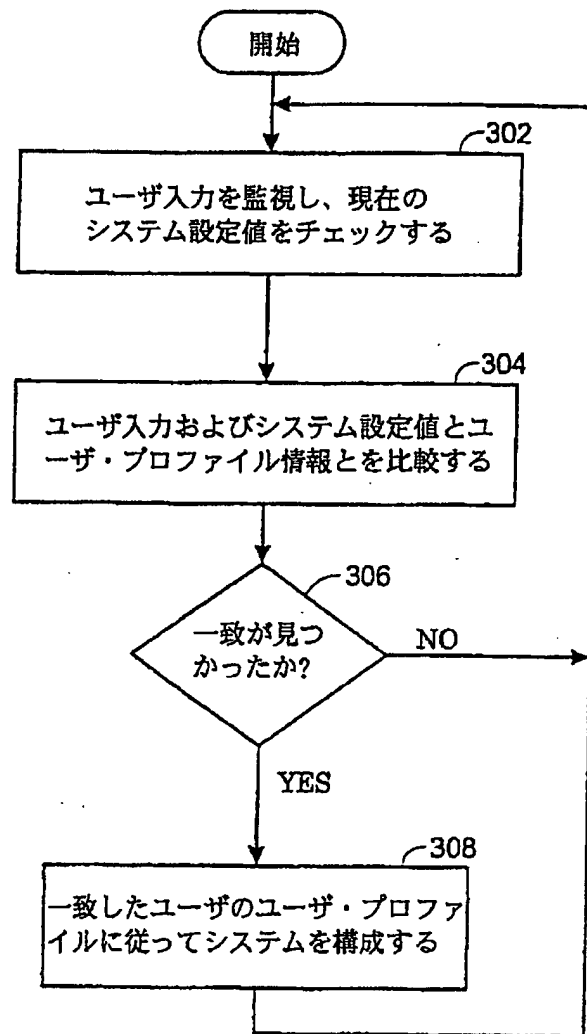 開始
302
ユーザ入力を監視し、現在の
システム設定値をチェックする
304
ユーザ入力およびシステム設定値とユ
ーザ・プロファイル情報とを比較する
306
一致が見つ
かったか?
NO
YES
308
一致したユーザのユーザ・プロファ
イルに従ってシステムを構成する